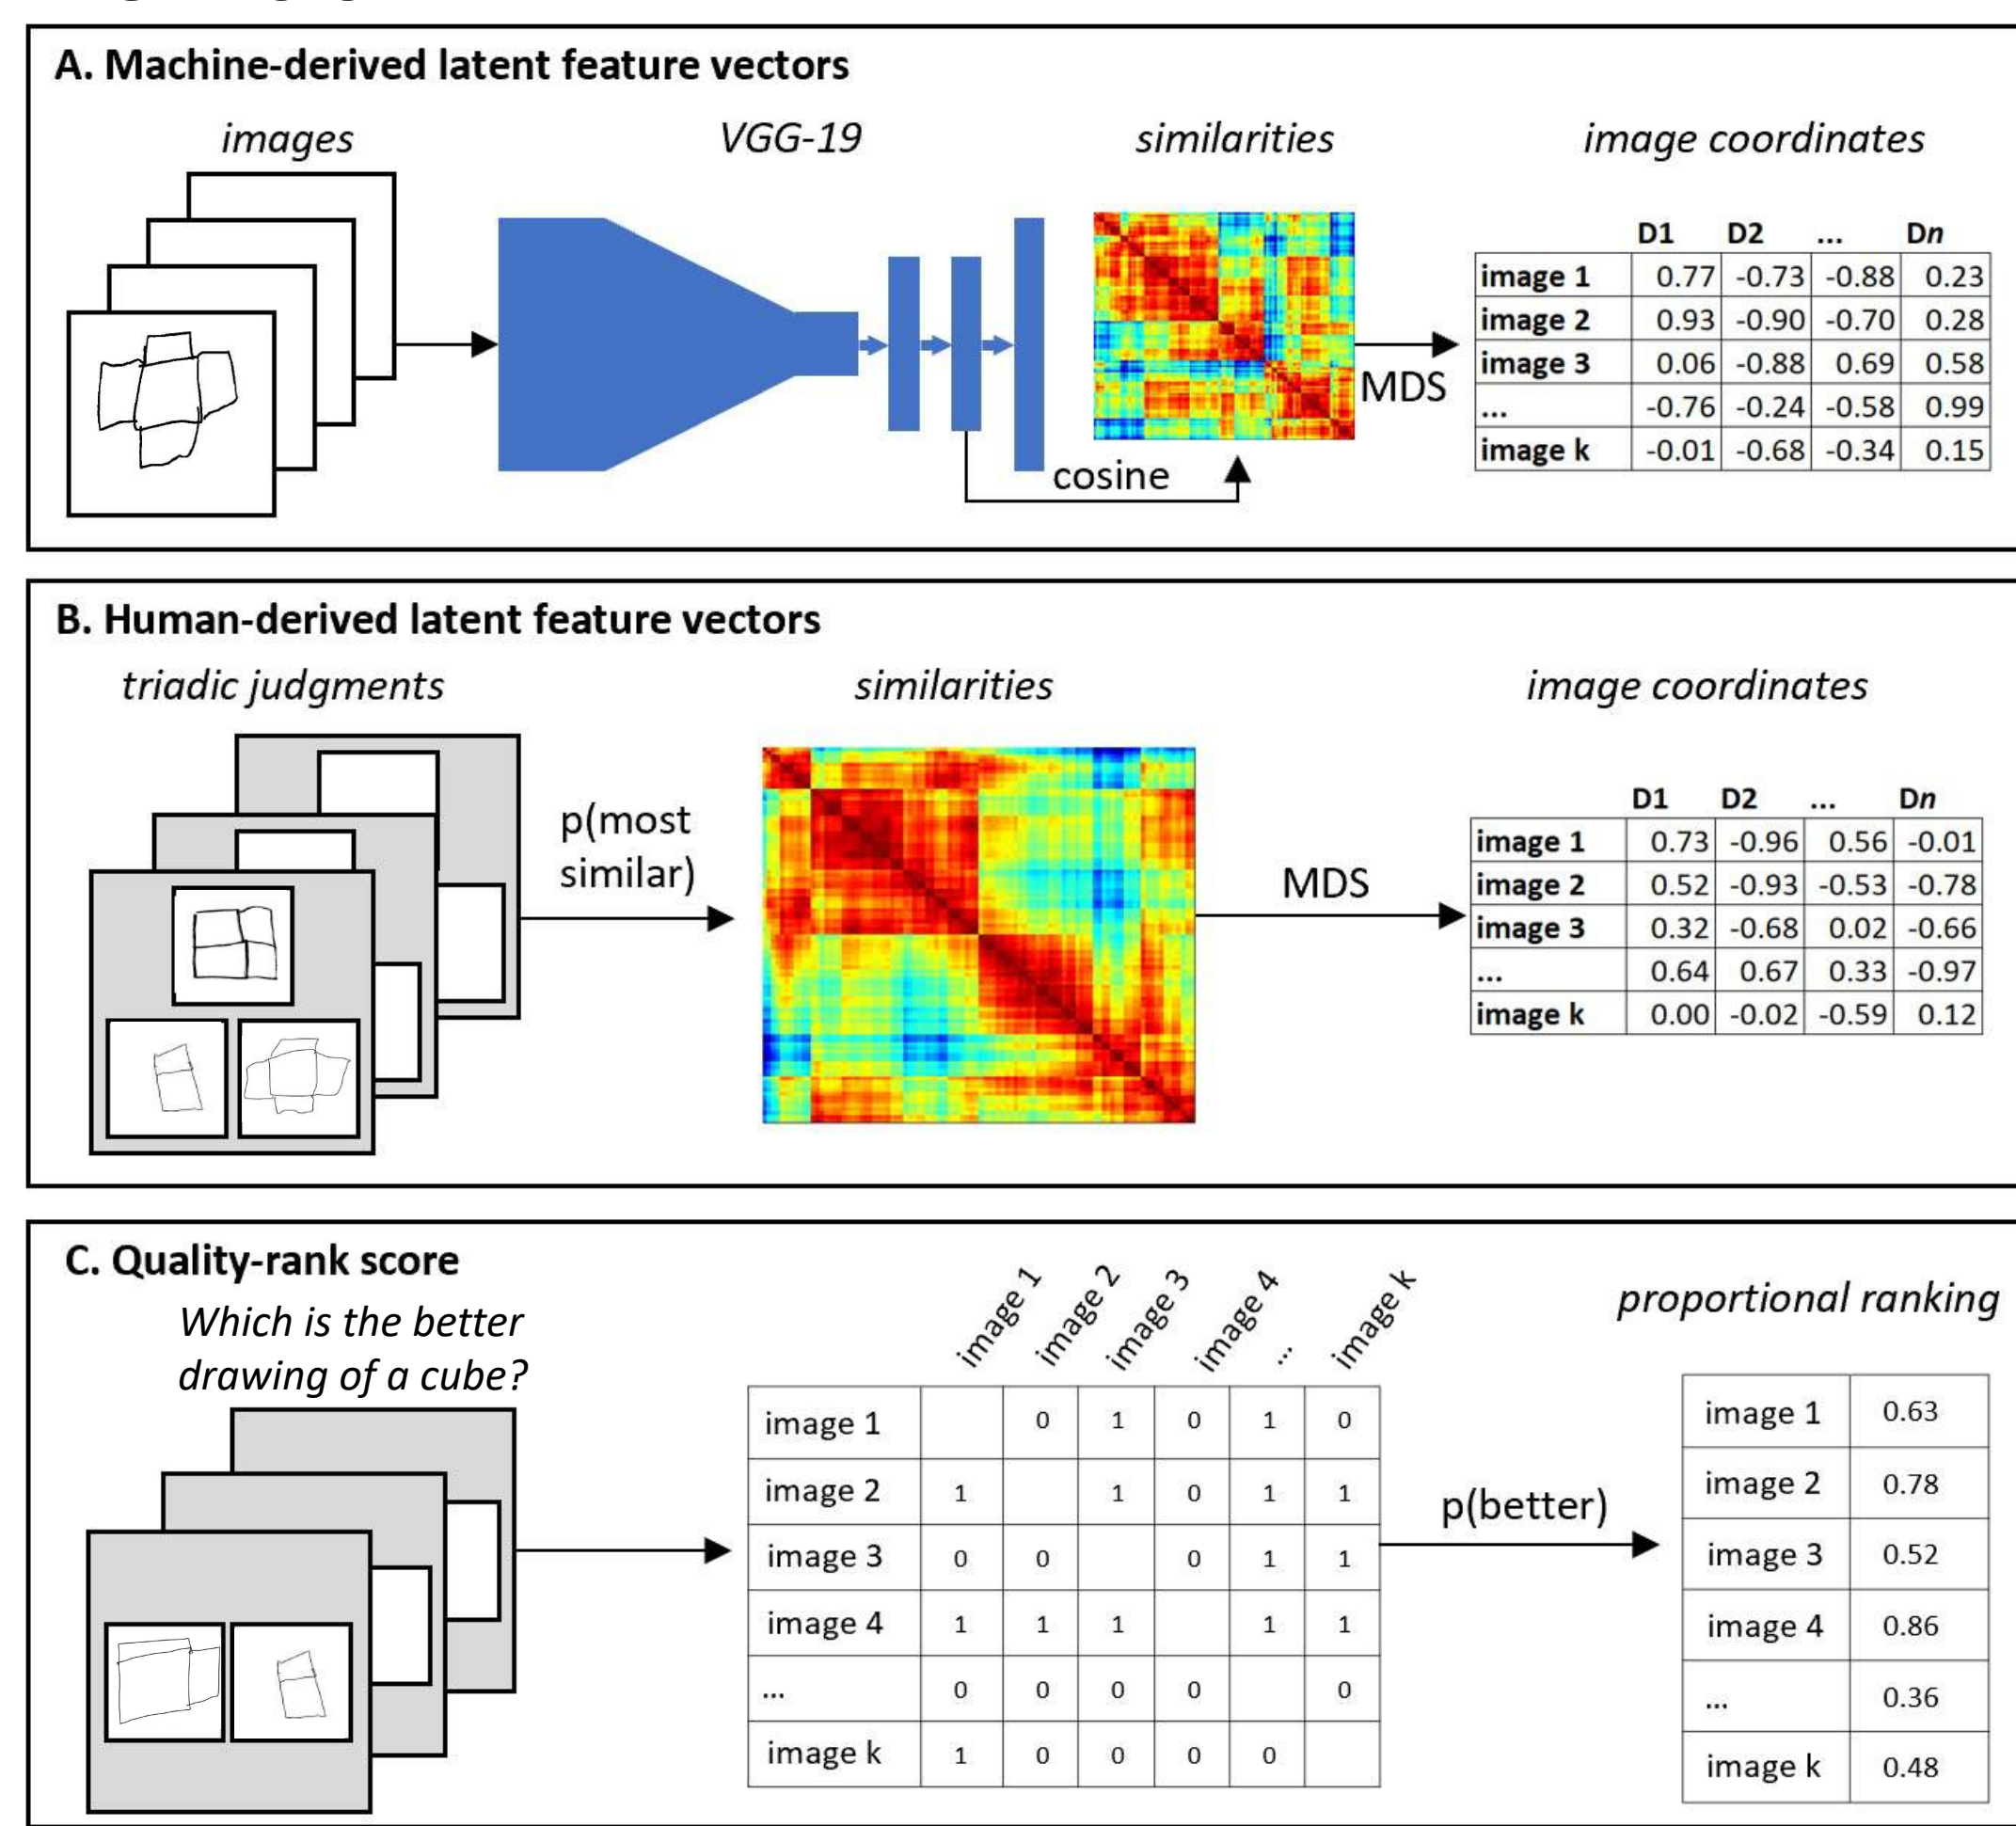 A. Machine-derived latent feature vectors
images VGG-19 similarities image coordinates
D1 D2 ... Dn
image 1 0.77 -0.73 -0.88 0.23
image 2 0.93 -0.90 -0.70 0.28
image 3 0.06 -0.88 0.69 0.58
... -0.76 -0.24 -0.58 0.99
image k -0.01 -0.68 -0.34 0.15
MDS
cosine
B. Human-derived latent feature vectors
triadic judgments similarities image coordinates
p(most
similar)
MDS
D1 D2 ... Dn
image 1 0.73 -0.96 0.56 -0.01
image 2 0.52 -0.93 -0.53 -0.78
image 3 0.32 -0.68 0.02 -0.66
... 0.64 0.67 0.33 -0.97
image k 0.00 -0.02 -0.59 0.12
C. Quality-rank score
Which is the better
drawing of a cube?
image 1 image 2 image 3 image 4 ... image k
image 1 0 1 0 1 0
image 2 1 1 0 1 1
image 3 0 0 0 1 1
image 4 1 1 1 1 1
... 0 0 0 0 0
image k 1 0 0 0 0
p(better)
proportional ranking
image 1 0.63
image 2 0.78
image 3 0.52
image 4 0.86
... 0.36
image k 0.48